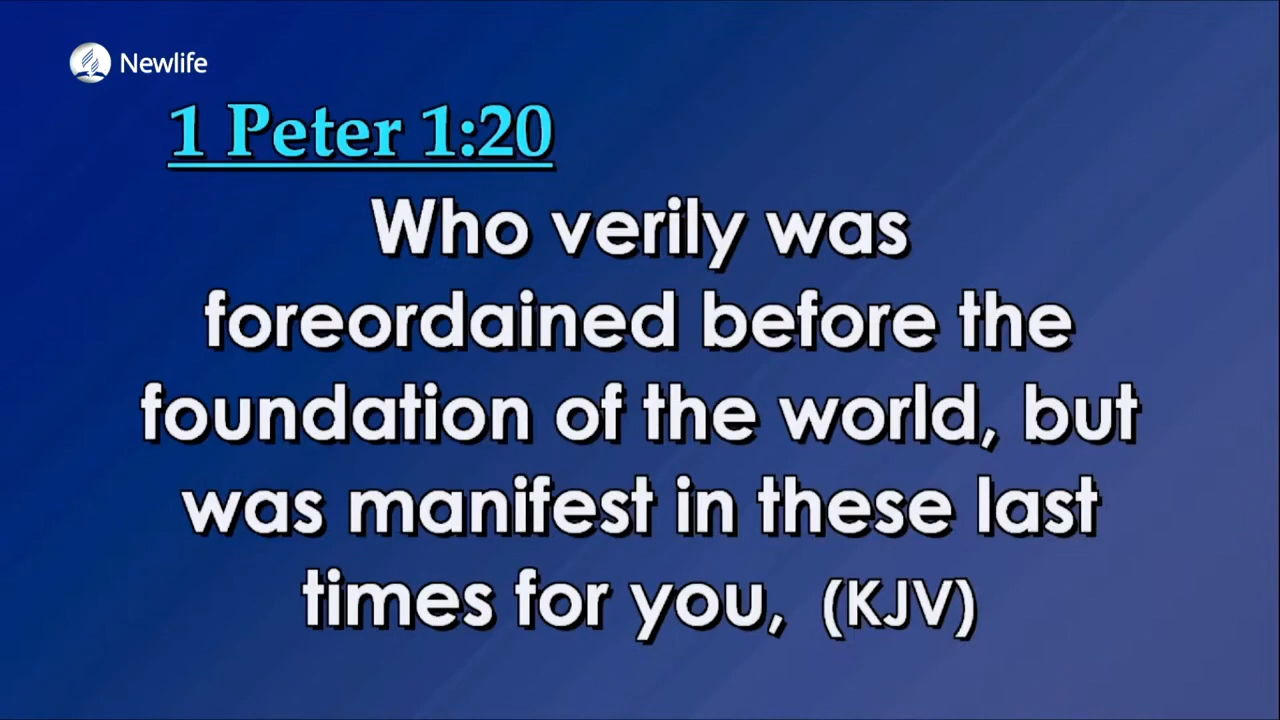 Newlife
1 Peter 1:20
Who verily was
foreordained before the
foundation of the world, but
was manifest in these last
times for you, (KJV)